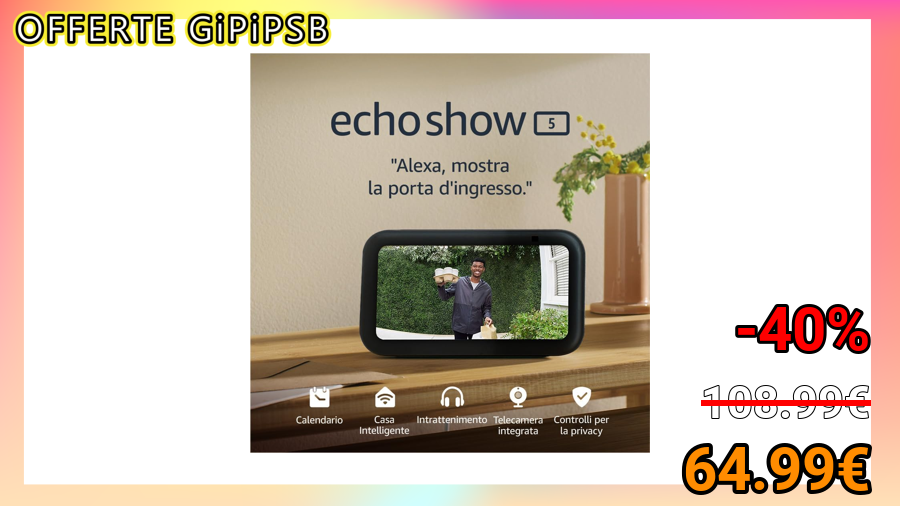 OFFERTE GiPiPSB
echo show 5
"Alexa, mostra
la porta d'ingresso."
-40%
108.99€
64.99€
Calendario
Casa
Intelligente
Intrattenimento
Telecamera
integrata
Controlli per
la privacy